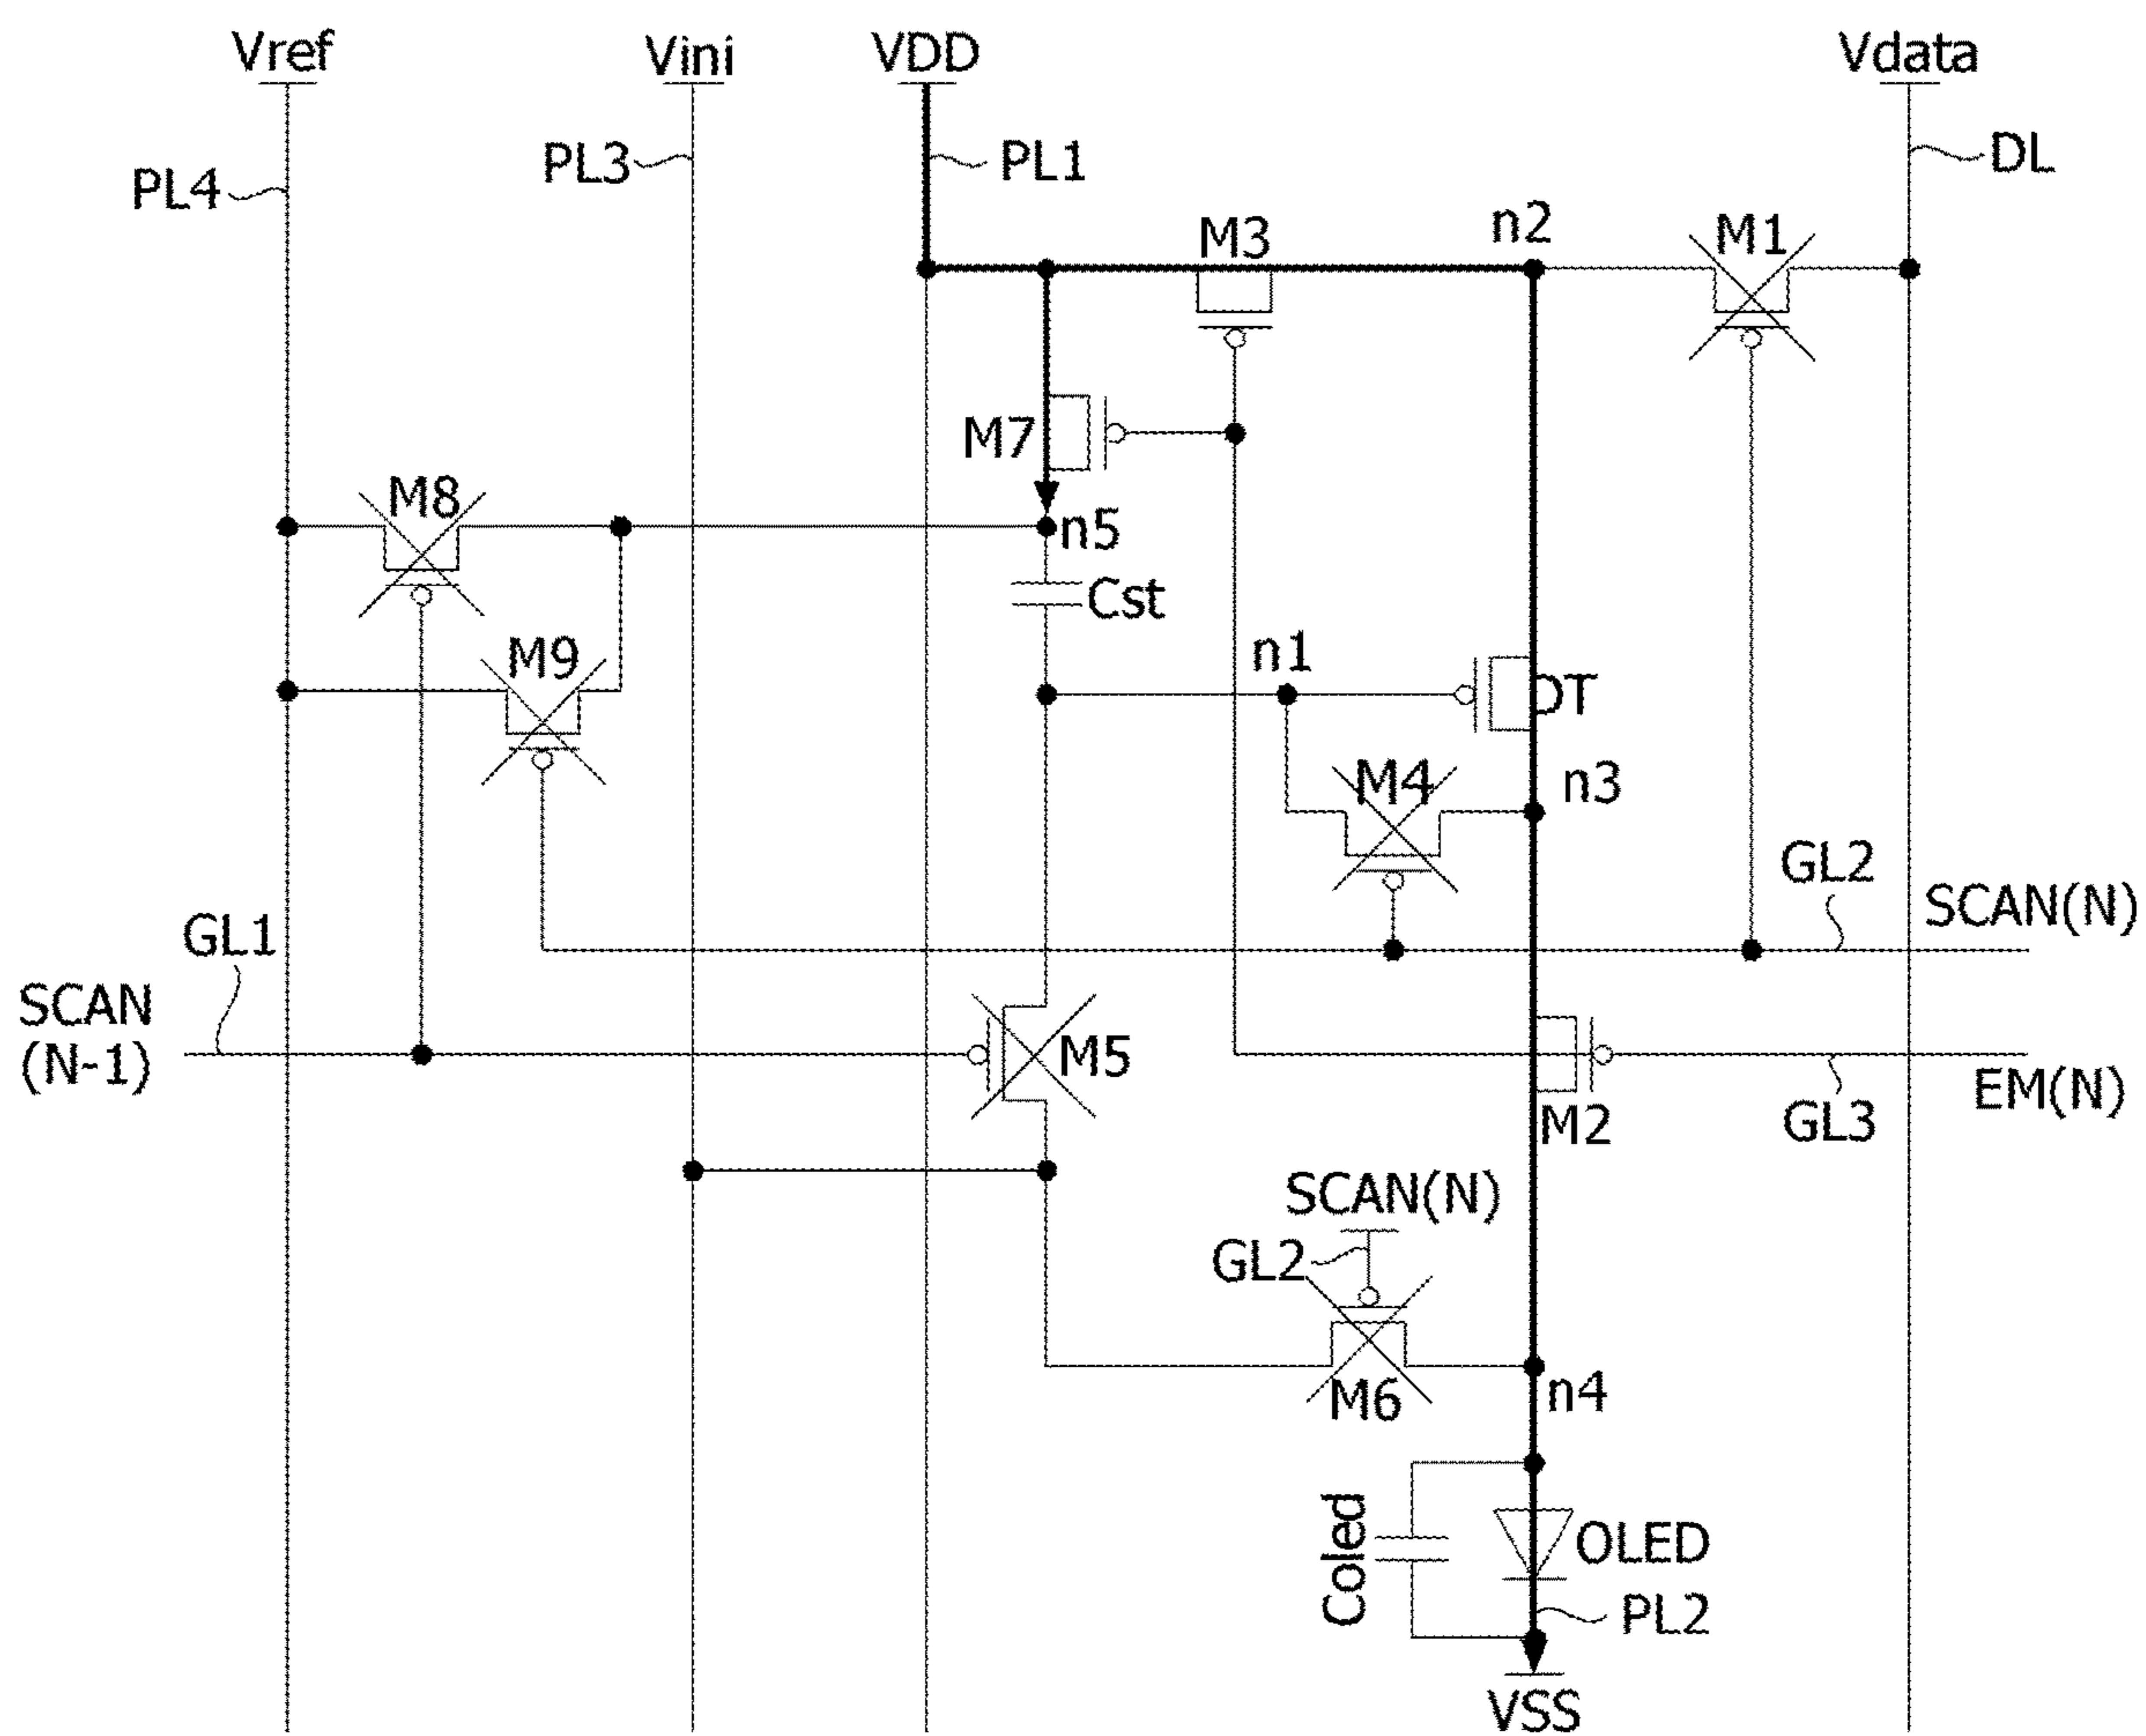 Vref
Vini
VDD
Vdata
PL4
PL3
PL1
DL
M3
n2
M1
M7
M8
n5
Cst
M9
n1
DT
M4
n3
GL2
SCAN(N)
GL1
SCAN
(N-1)
M5
M2
GL3
EM(N)
SCAN(N)
GL2
M6
n4
Coled
OLED
PL2
VSS